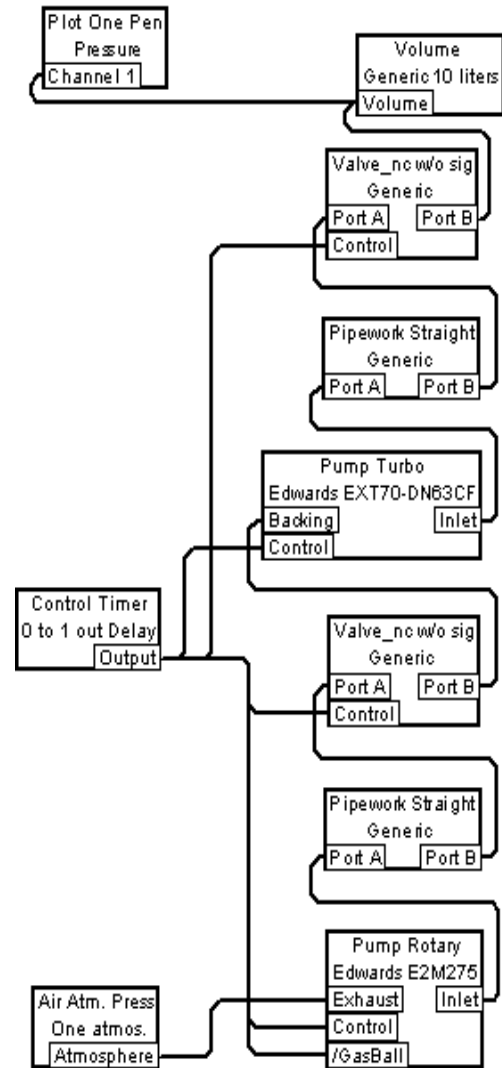 Plot One Pen
Pressure
Channel 1
Volume
Generic 10 liters
Volume
Valve_nc w/o sig
Generic
Port A Port B
Control
Pipework Straight
Generic
Port A Port B
Pump Turbo
Edwards EXT70-DN63CF
Backing Inlet
Control
Control Timer
0 to 1 out Delay
Output
Valve_nc w/o sig
Generic
Port A Port B
Control
Pipework Straight
Generic
Port A Port B
Pump Rotary
Edwards E2M275
Exhaust Inlet
Control
/GasBall
Air Atm. Press
One atmos.
Atmosphere